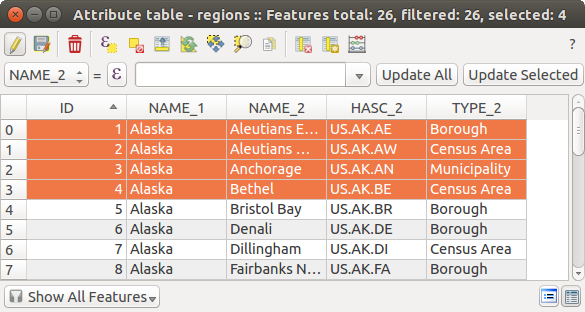 Attribute table - regions :: Features total: 26, filtered: 26, selected: 4
?
NAME_2 = ε Update All Update Selected
ID NAME_1 NAME_2 HASC_2 TYPE_2
0 1 Alaska Aleutians E... US.AK.AE Borough
1 2 Alaska Aleutians ... US.AK.AW Census Area
2 3 Alaska Anchorage US.AK.AN Municipality
3 4 Alaska Bethel US.AK.BE Census Area
4 5 Alaska Bristol Bay US.AK.BR Borough
5 6 Alaska Denali US.AK.DE Borough
6 7 Alaska Dillingham US.AK.DI Census Area
7 8 Alaska Fairbanks N... US.AK.FA Borough
Show All Features